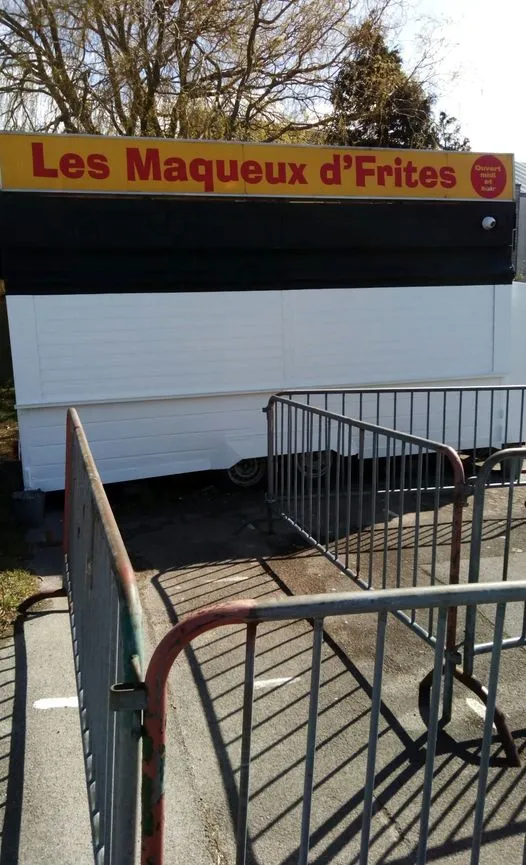 Les Maqueux d'Frites
Ouvert
midi
et
soir